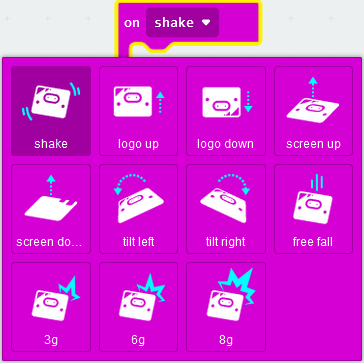 on shake
shake
logo up
logo down
screen up
screen do...
tilt left
tilt right
free fall
3g
6g
8g